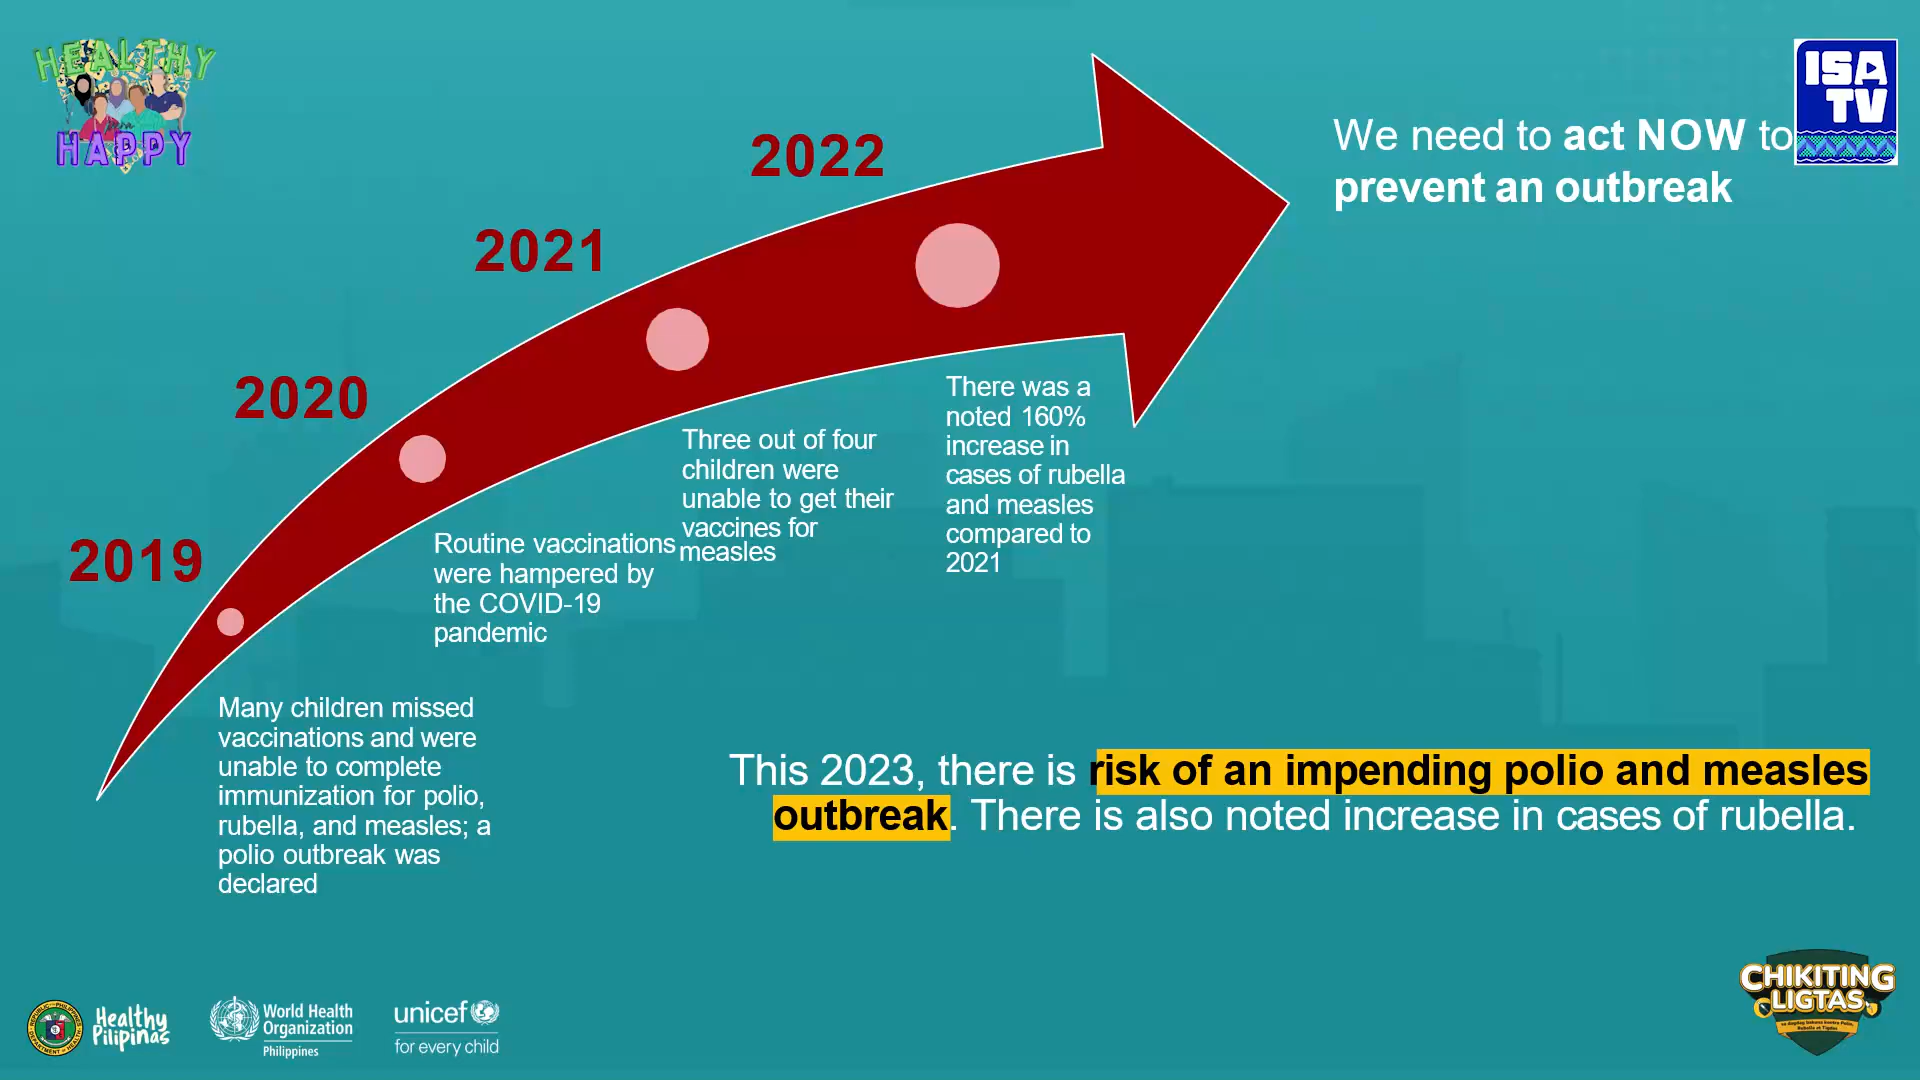 HEALTHY
HAPPY
ISA
TV
We need to act NOW to
prevent an outbreak
2022
2021
2020
2019
There was a
noted 160%
increase in
cases of rubella
and measles
compared to
2021
Three out of four
children were
unable to get their
vaccines for
measles
Routine vaccinations
were hampered by
the COVID-19
pandemic
Many children missed
vaccinations and were
unable to complete
immunization for polio,
rubella, and measles; a
polio outbreak was
declared
This 2023, there is risk of an impending polio and measles
outbreak. There is also noted increase in cases of rubella.
Healthy
Pilipinas
World Health
Organization
Philippines
unicef
for every child
CHIKITING
LIGTAS